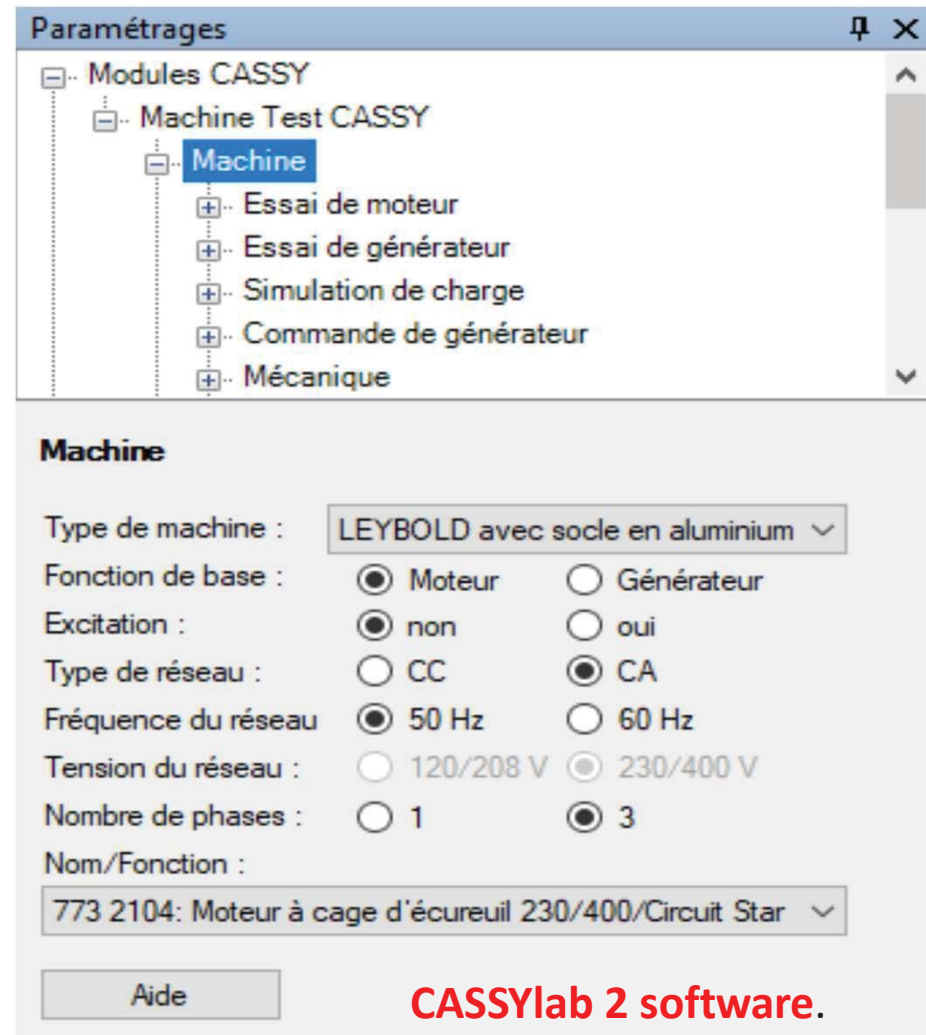 Paramétrages
Modules CASSY
Machine Test CASSY
Machine
Essai de moteur
Essai de générateur
Simulation de charge
Commande de générateur
Mécanique
Machine
Type de machine : LEYBOLD avec socle en aluminium
Fonction de base : Moteur Générateur
Excitation : non oui
Type de réseau : CC CA
Fréquence du réseau 50 Hz 60 Hz
Tension du réseau : 120/208 V 230/400 V
Nombre de phases : 1 3
Nom/Fonction :
773 2104: Moteur à cage d'écureuil 230/400/Circuit Star
Aide CASSYlab 2 software.